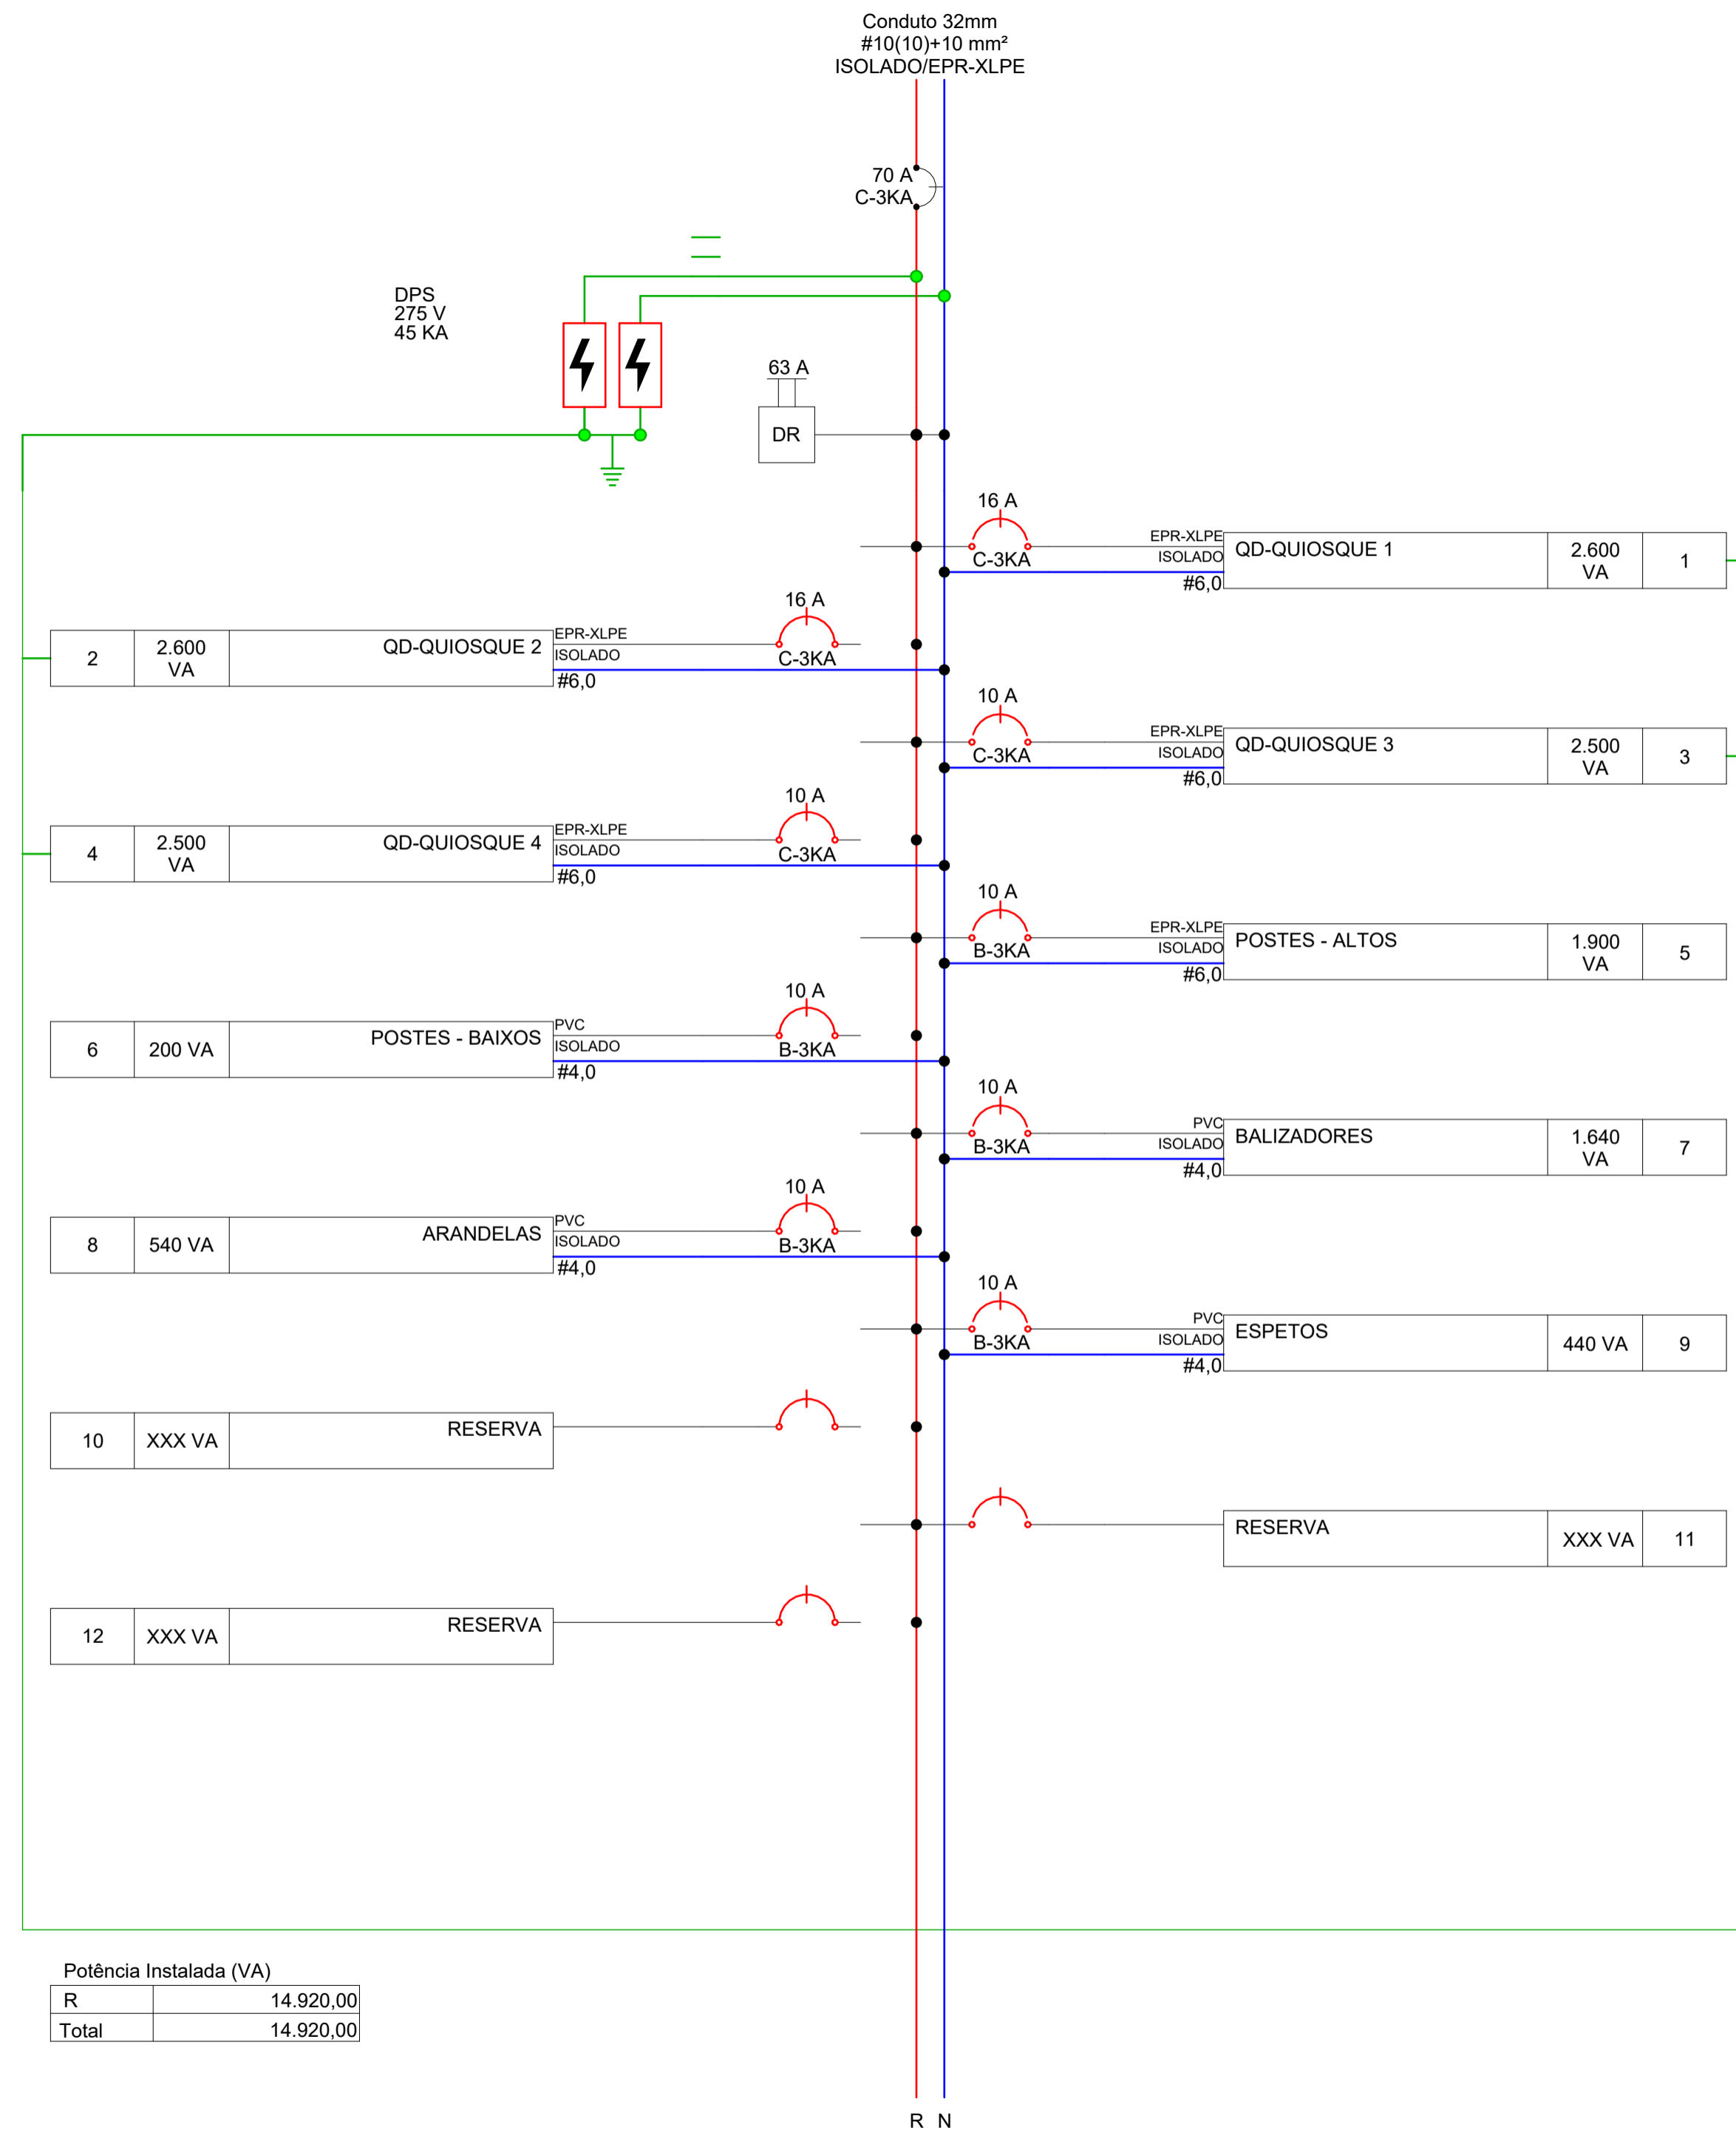 Conduto 32mm
#10(10)+10 mm²
ISOLADO/EPR-XLPE
70 A
C-3KA
DPS
275 V
45 KA
63 A
DR
16 A
C-3KA
EPR-XLPE
ISOLADO
#6,0
QD-QUIOSQUE 1
2.600
VA
1
2
2.600
VA
QD-QUIOSQUE 2
EPR-XLPE
ISOLADO
#6,0
16 A
C-3KA
10 A
C-3KA
EPR-XLPE
ISOLADO
#6,0
QD-QUIOSQUE 3
2.500
VA
3
4
2.500
VA
QD-QUIOSQUE 4
EPR-XLPE
ISOLADO
#6,0
10 A
C-3KA
10 A
B-3KA
EPR-XLPE
ISOLADO
#6,0
POSTES - ALTOS
1.900
VA
5
6
200 VA
POSTES - BAIXOS
PVC
ISOLADO
#4,0
10 A
B-3KA
10 A
B-3KA
PVC
ISOLADO
#4,0
BALIZADORES
1.640
VA
7
8
540 VA
ARANDELAS
PVC
ISOLADO
#4,0
10 A
B-3KA
10 A
B-3KA
PVC
ISOLADO
#4,0
ESPETOS
440 VA
9
10
XXX VA
RESERVA
RESERVA
XXX VA
11
12
XXX VA
RESERVA
Potência Instalada (VA)
R 14.920,00
Total 14.920,00
R N